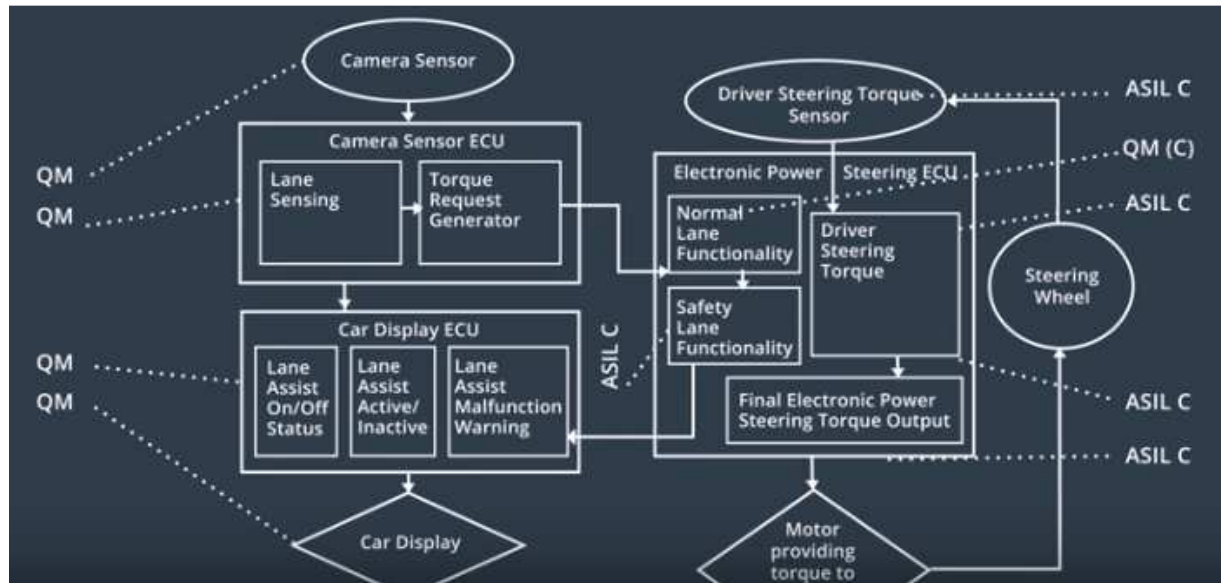 Camera Sensor
Camera Sensor ECU
Lane
Sensing
Torque
Request
Generator
QM
QM
Car Display ECU
Lane
Assist
On/Off
Status
Lane
Assist
Active/
Inactive
Lane
Assist
Malfunction
Warning
QM
QM
Car Display
Driver Steering Torque
Sensor
Electronic Power Steering ECU
Normal
Lane
Functionality
Driver
Steering
Torque
Safety
Lane
Functionality
ASIL C
Final Electronic Power
Steering Torque Output
Motor
providing
torque to
Steering
Wheel
ASIL C
QM (C)
ASIL C
ASIL C
ASIL C